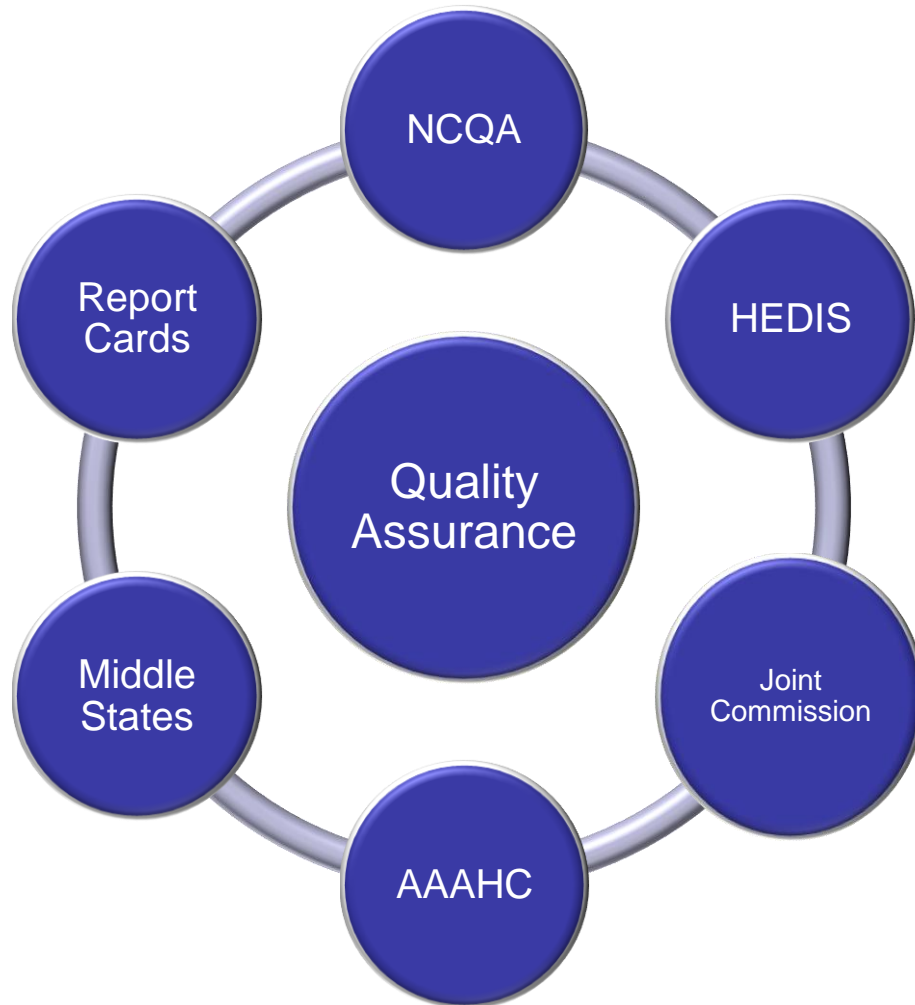 NCQA
HEDIS
Joint
Commission
AAAHC
Middle
States
Report
Cards
Quality
Assurance